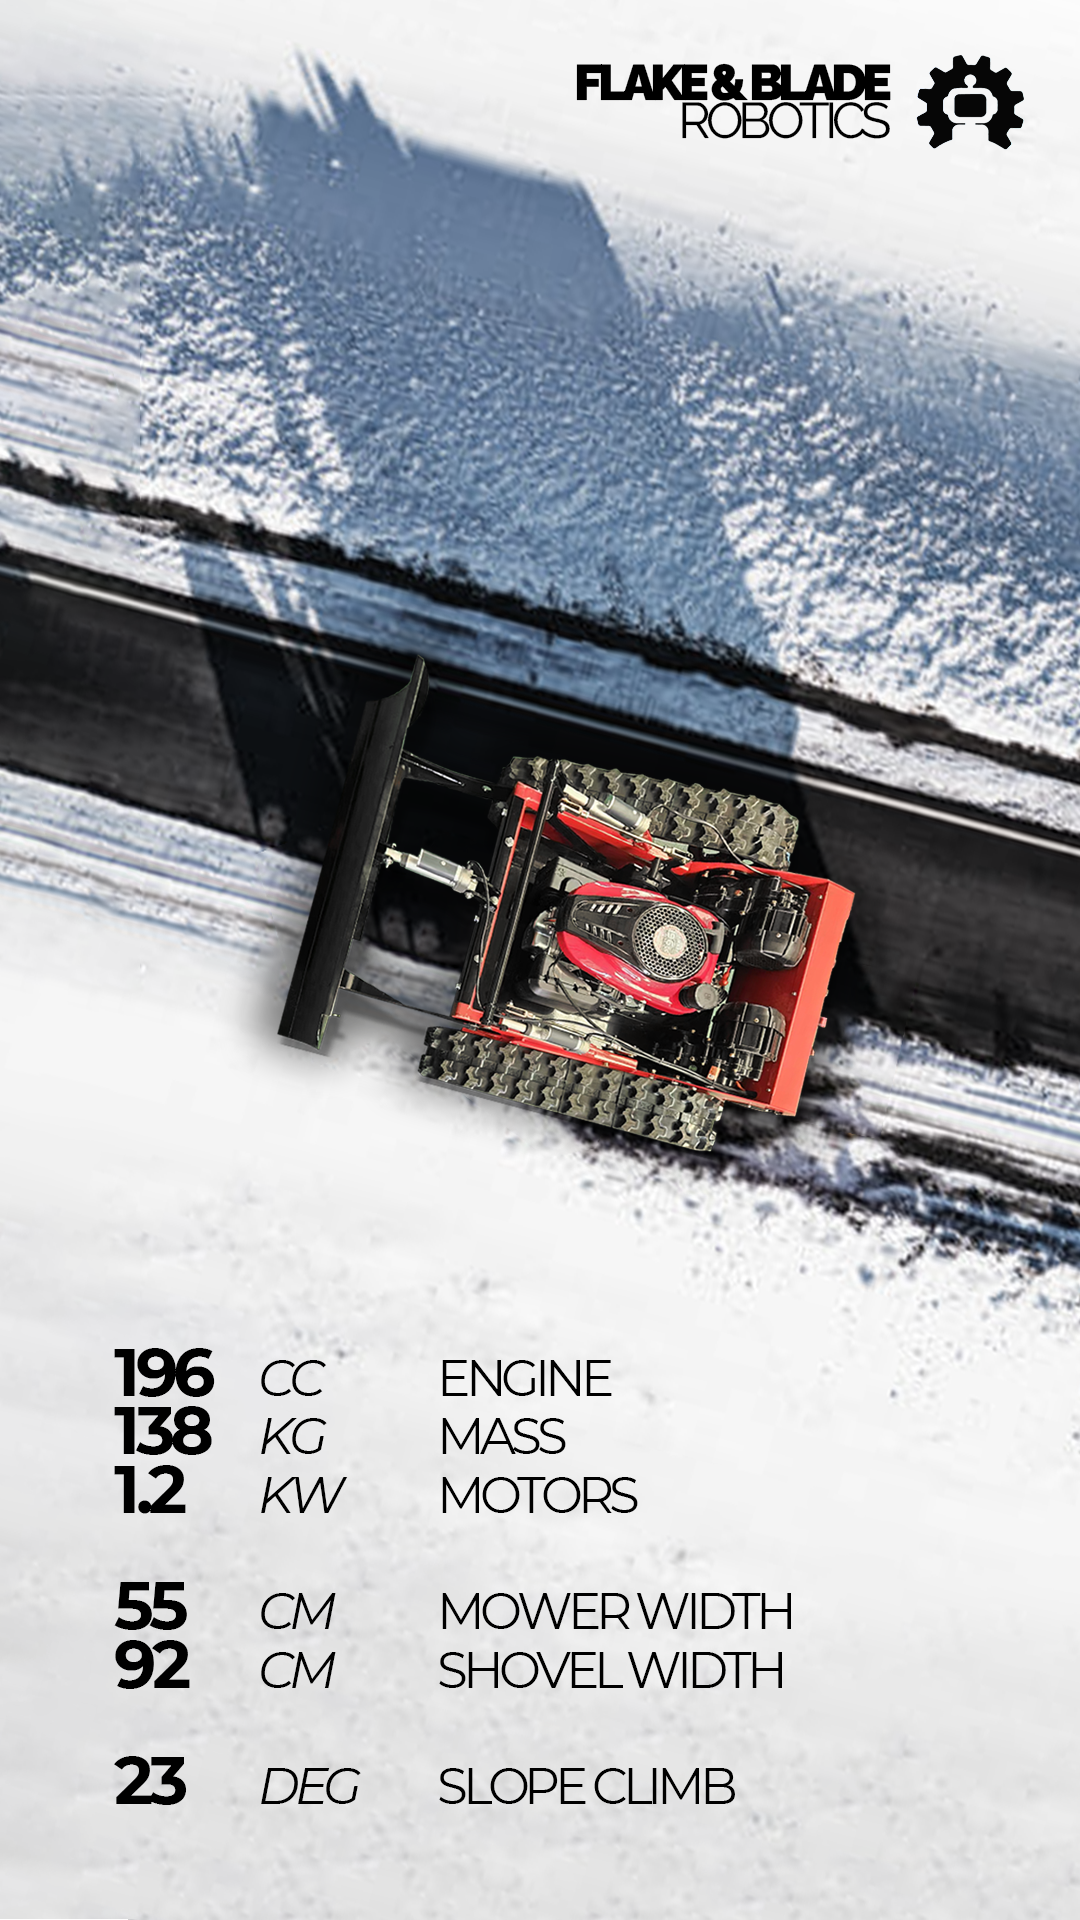 FLAKE & BLADE
ROBOTICS
196 CC ENGINE
138 KG MASS
1.2 KW MOTORS
55 CM MOWER WIDTH
92 CM SHOVEL WIDTH
23 DEG SLOPE CLIMB